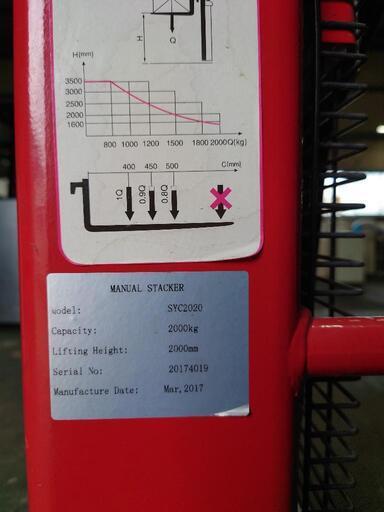 H
Q
H(mm)
3500
3000
2500
2000
1600
800 1000 1200 1500 1800 2000Q(kg)
400 450 500 C(mm)
1Q 0.9Q 0.8Q
MANUAL STACKER
model: SYC2020
Capacity: 2000kg
Lifting Height: 2000mm
Serial No: 20174019
Manufacture Date: Mar,2017